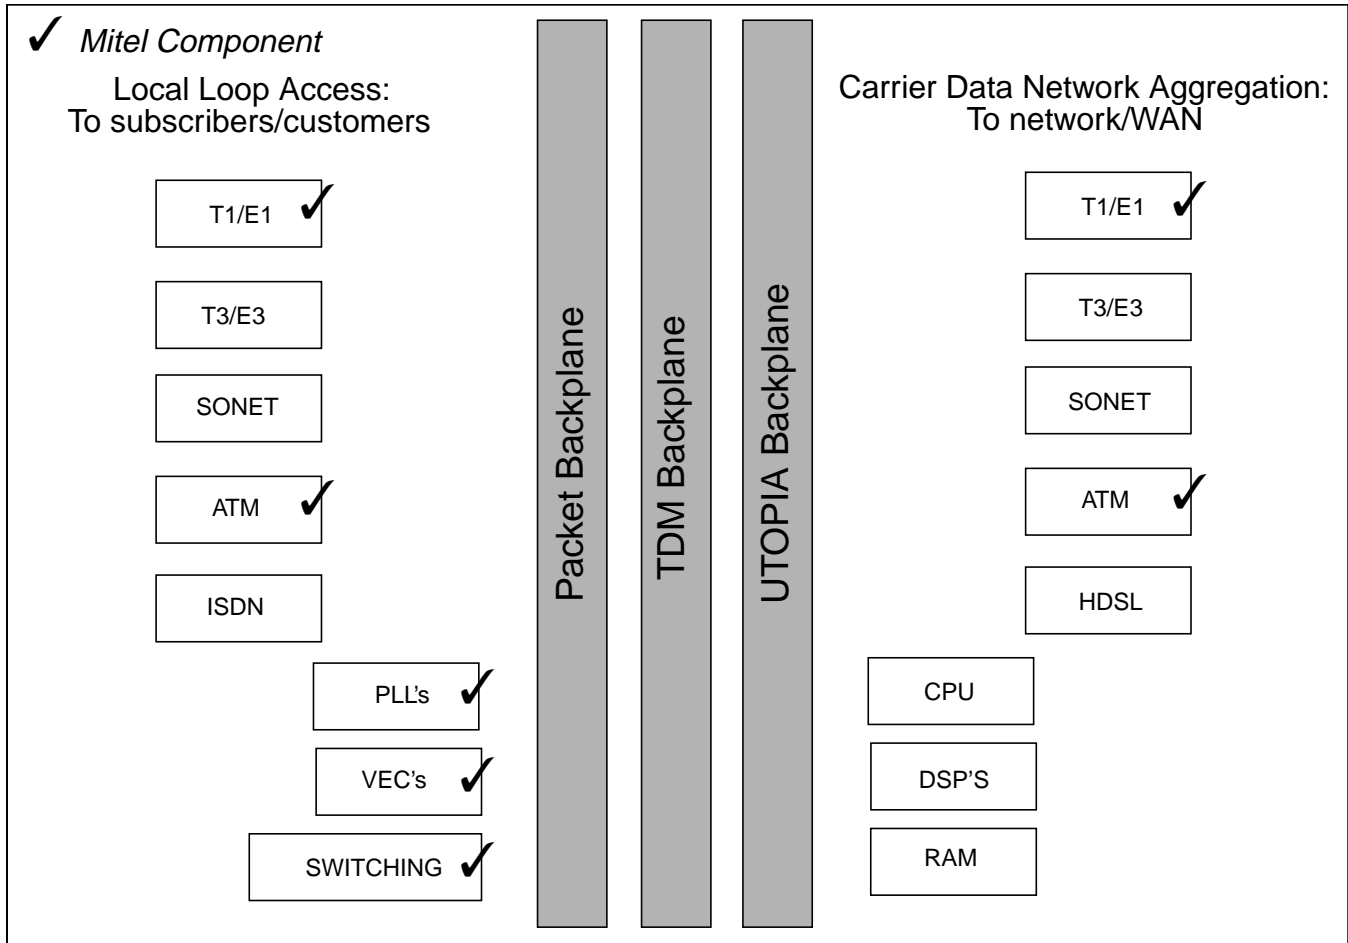 ✓ Mitel Component
Local Loop Access:
To subscribers/customers
T1/E1 ✓
T3/E3
SONET
ATM ✓
ISDN
PLL's ✓
VEC's ✓
SWITCHING ✓
Packet Backplane
TDM Backplane
UTOPIA Backplane
Carrier Data Network Aggregation:
To network/WAN
T1/E1 ✓
T3/E3
SONET
ATM ✓
HDSL
CPU
DSP'S
RAM